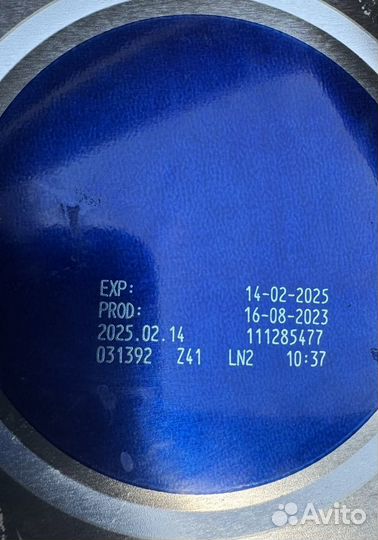 EXP: 14-02-2025
PROD: 16-08-2023
2025.02.14 111285477
031392 Z41 LN2 10:37
Avito